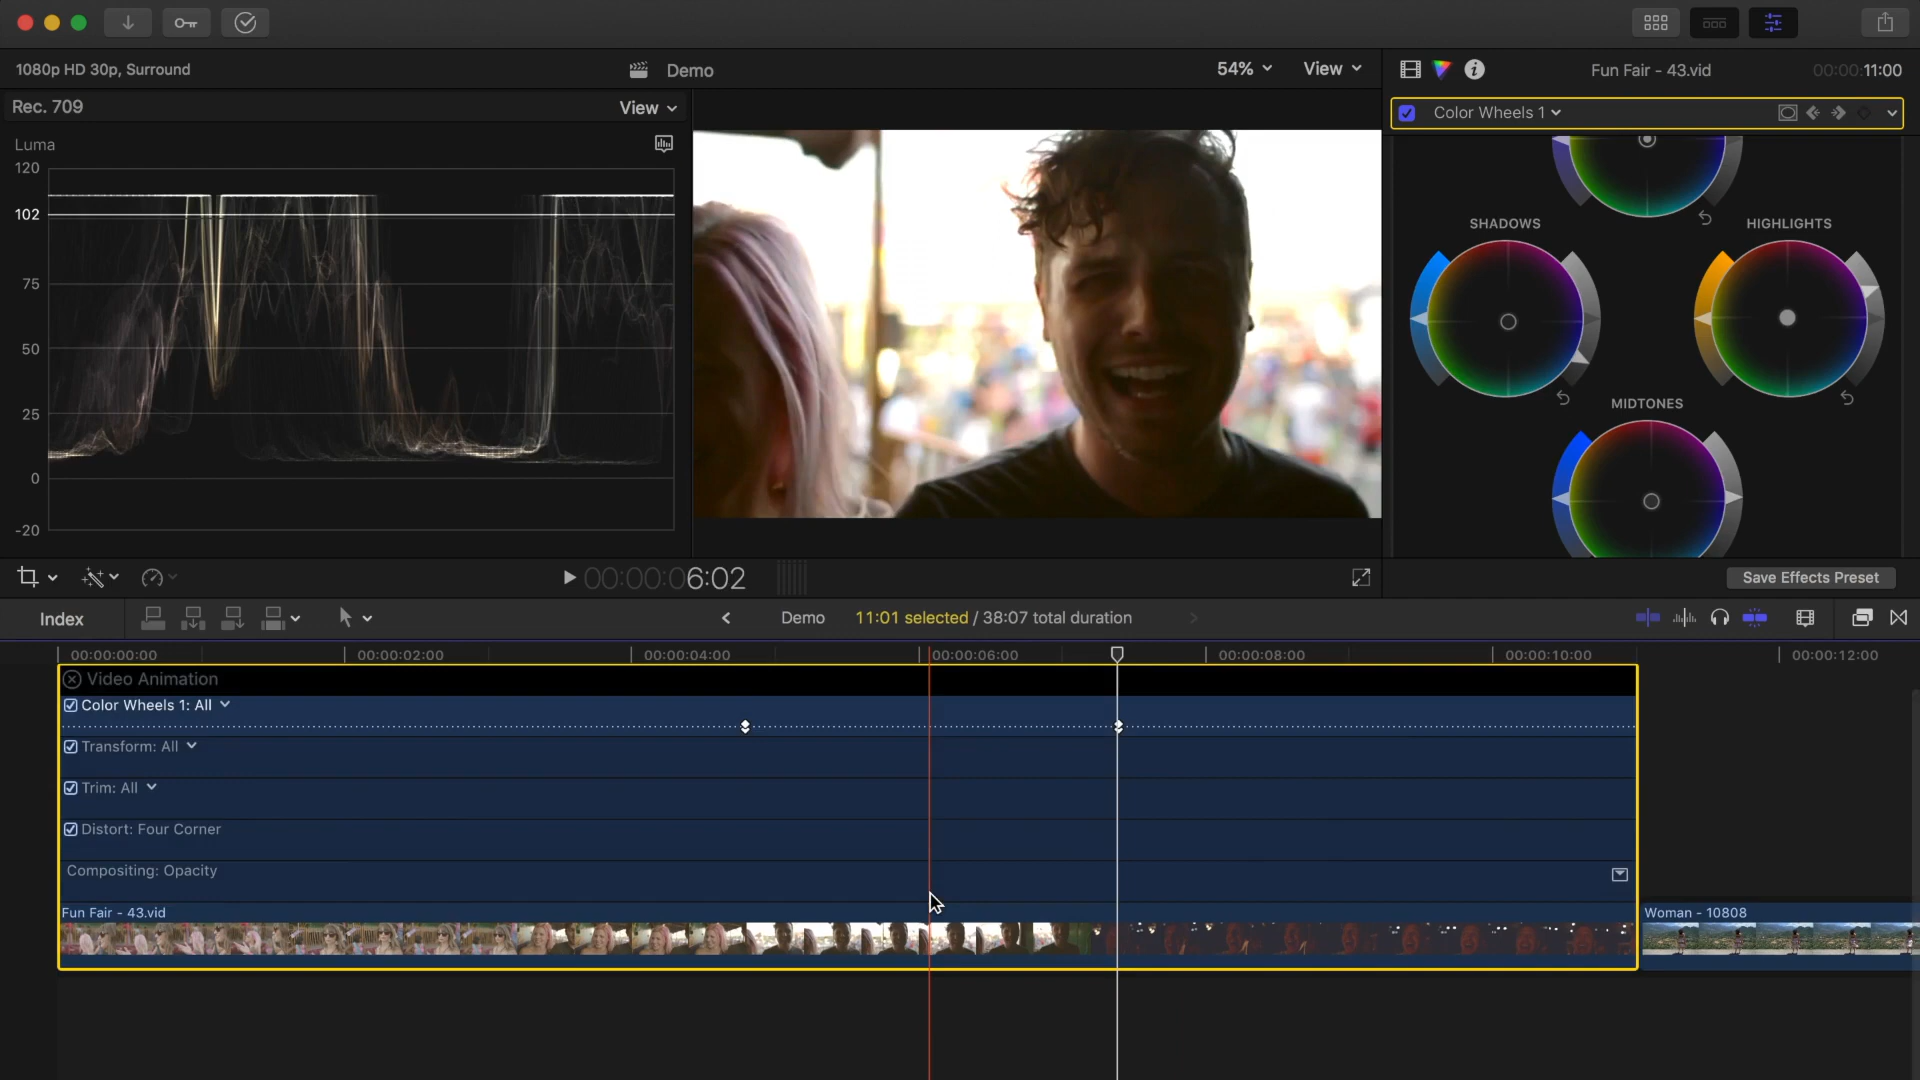 1080p HD 30p, Surround
Demo
54%
View
Fun Fair - 43.vid
00:00:11:00
Rec. 709
View
Color Wheels 1
Luma
120
102
75
50
25
0
-20
SHADOWS
HIGHLIGHTS
MIDTONES
00:00:06:02
Save Effects Preset
Index
Demo
11:01 selected / 38:07 total duration
00:00:00:00
00:00:02:00
00:00:04:00
00:00:06:00
00:00:08:00
00:00:10:00
00:00:12:00
Video Animation
Color Wheels 1: All
Transform: All
Trim: All
Distort: Four Corner
Compositing: Opacity
Fun Fair - 43.vid
Woman - 10808